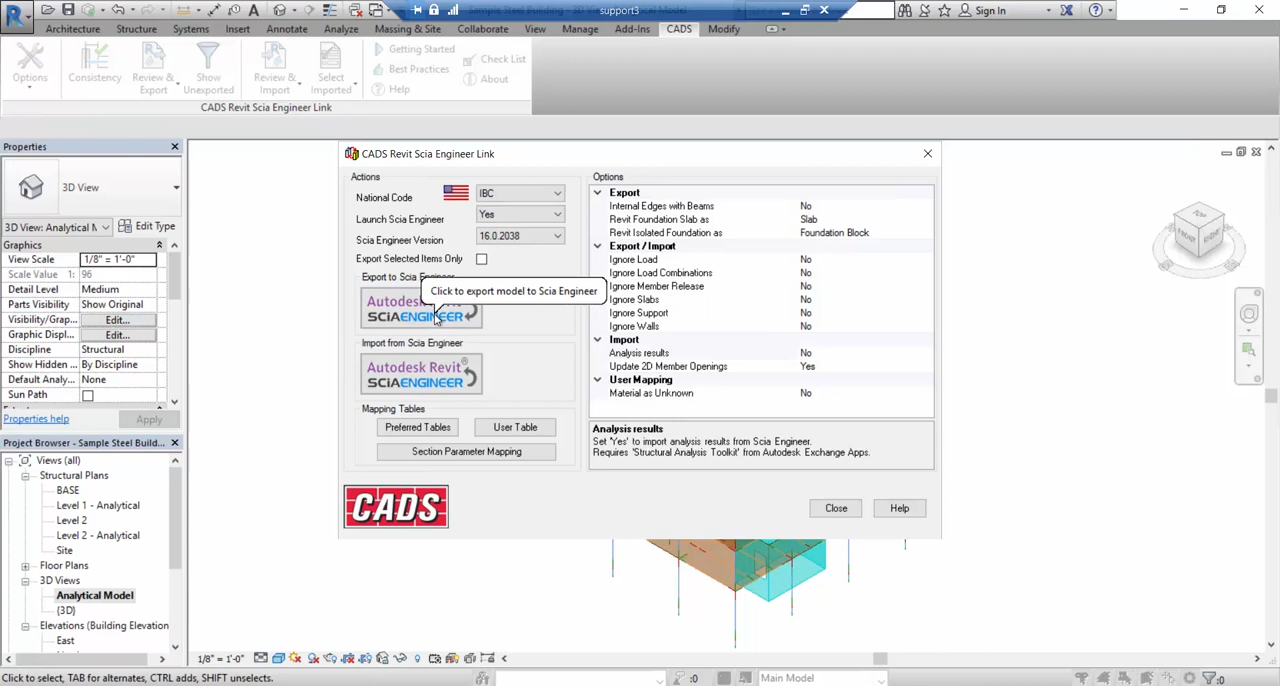 support3
Sample Steel Building - 3D View: Analytical Model
Sign In
Architecture Structure Systems Insert Annotate Analyze Massing & Site Collaborate View Manage Add-Ins CADS Modify
Options
Consistency
Review & Export
Show Unexported
Review & Import
Select Imported
Getting Started
Best Practices
Help
Check List
About
CADS Revit Scia Engineer Link
Properties
3D View
3D View: Analytical M
Edit Type
Graphics
View Scale 1/8" = 1'-0"
Scale Value 1: 96
Detail Level Medium
Parts Visibility Show Original
Visibility/Grap... Edit...
Graphic Displ... Edit...
Discipline Structural
Show Hidden ... By Discipline
Default Analy... None
Sun Path
Properties help
Apply
Project Browser - Sample Steel Build...
Views (all)
Structural Plans
BASE
Level 1 - Analytical
Level 2
Level 2 - Analytical
Site
Floor Plans
3D Views
Analytical Model
{3D}
Elevations (Building Elevation
East
CADS Revit Scia Engineer Link
Actions
National Code IBC
Launch Scia Engineer Yes
Scia Engineer Version 16.0.2038
Export Selected Items Only
Export to Scia Engineer
Click to export model to Scia Engineer
Autodesk
SCiAENGINEER
Import from Scia Engineer
Autodesk Revit®
SCiAENGINEER
Mapping Tables
Preferred Tables
User Table
Section Parameter Mapping
Options
Export
Internal Edges with Beams No
Revit Foundation Slab as Slab
Revit Isolated Foundation as Foundation Block
Export / Import
Ignore Load No
Ignore Load Combinations No
Ignore Member Release No
Ignore Slabs No
Ignore Support No
Ignore Walls No
Import
Analysis results No
Update 2D Member Openings Yes
User Mapping
Material as Unknown No
Analysis results
Set 'Yes' to import analysis results from Scia Engineer.
Requires 'Structural Analysis Toolkit' from Autodesk Exchange Apps.
CADS
Close
Help
FRONT
1/8" = 1'-0"
Click to select, TAB for alternates, CTRL adds, SHIFT unselects.
:0
Main Model
:0